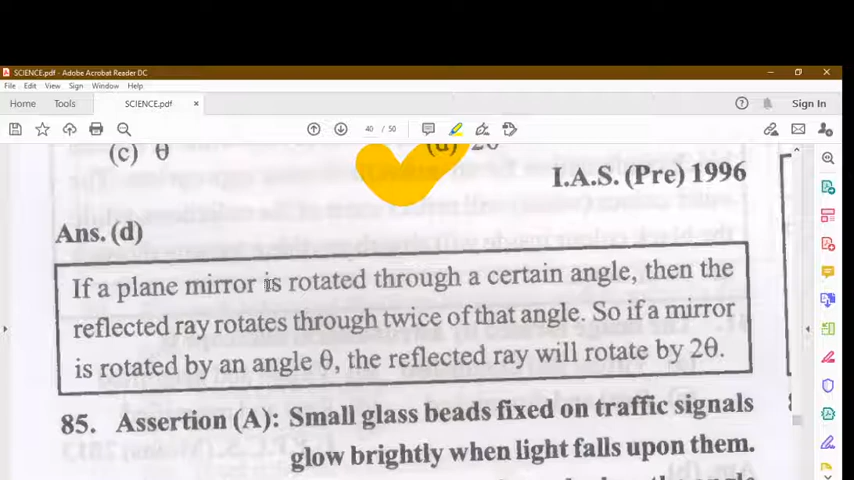 SCIENCE.pdf - Adobe Acrobat Reader DC
File Edit View Sign Window Help
Home Tools SCIENCE.pdf × Sign In
40 / 50
(c) θ (d) 2θ
I.A.S. (Pre) 1996
Ans. (d)
If a plane mirror is rotated through a certain angle, then the
reflected ray rotates through twice of that angle. So if a mirror
is rotated by an angle θ, the reflected ray will rotate by 2θ.
85. Assertion (A): Small glass beads fixed on traffic signals
glow brightly when light falls upon them.